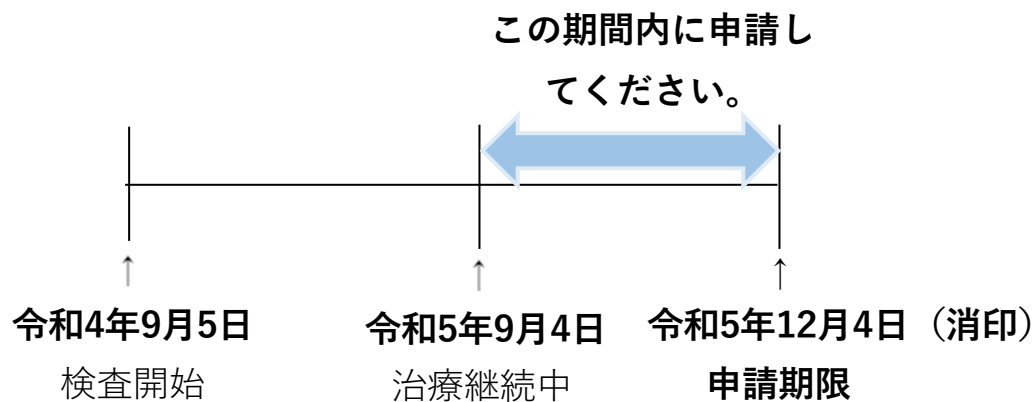 この期間内に申請し
てください。
↑ ↑ ↑
令和4年9月5日 令和5年9月4日 令和5年12月4日（消印）
検査開始 治療継続中 申請期限